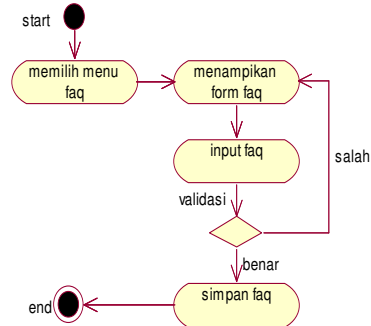 start
memilih menu
faq
menampikan
form faq
input faq
salah
validasi
benar
simpan faq
end